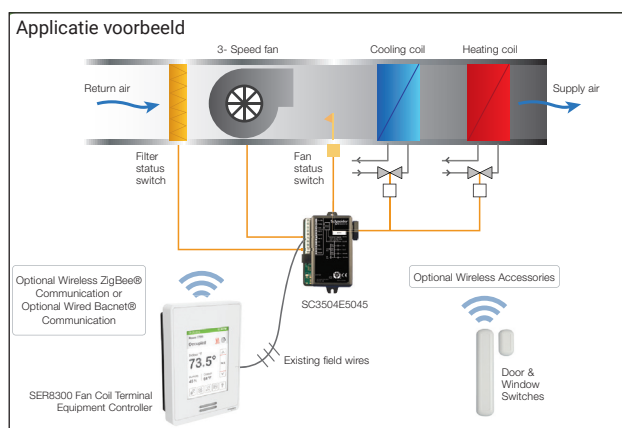 Applicatie voorbeeld
3- Speed fan
Cooling coil
Heating coil
Return air
Supply air
Filter
status
switch
Fan
status
switch
SC3504E5045
Optional Wireless ZigBee®
Communication or
Optional Wired Bacnet®
Communication
Optional Wireless Accessories
73.5°
Existing field wires
Door &
Window
Switches
SER8300 Fan Coil Terminal
Equipment Controller